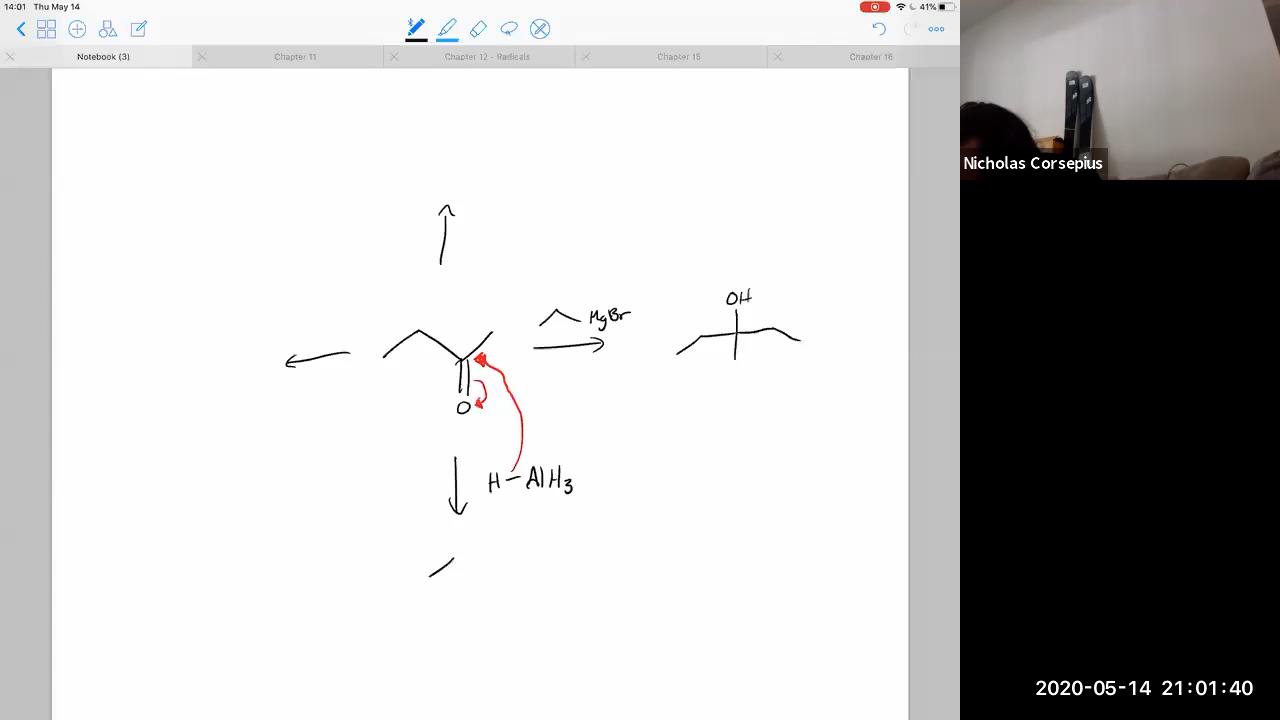 14:01 Thu May 14
41%
Notebook (3)
Chapter 11
Chapter 12 - Radicals
Chapter 15
Chapter 16
Nicholas Corsepius
OH
MgBr
O
H-AlH3
2020-05-14 21:01:40